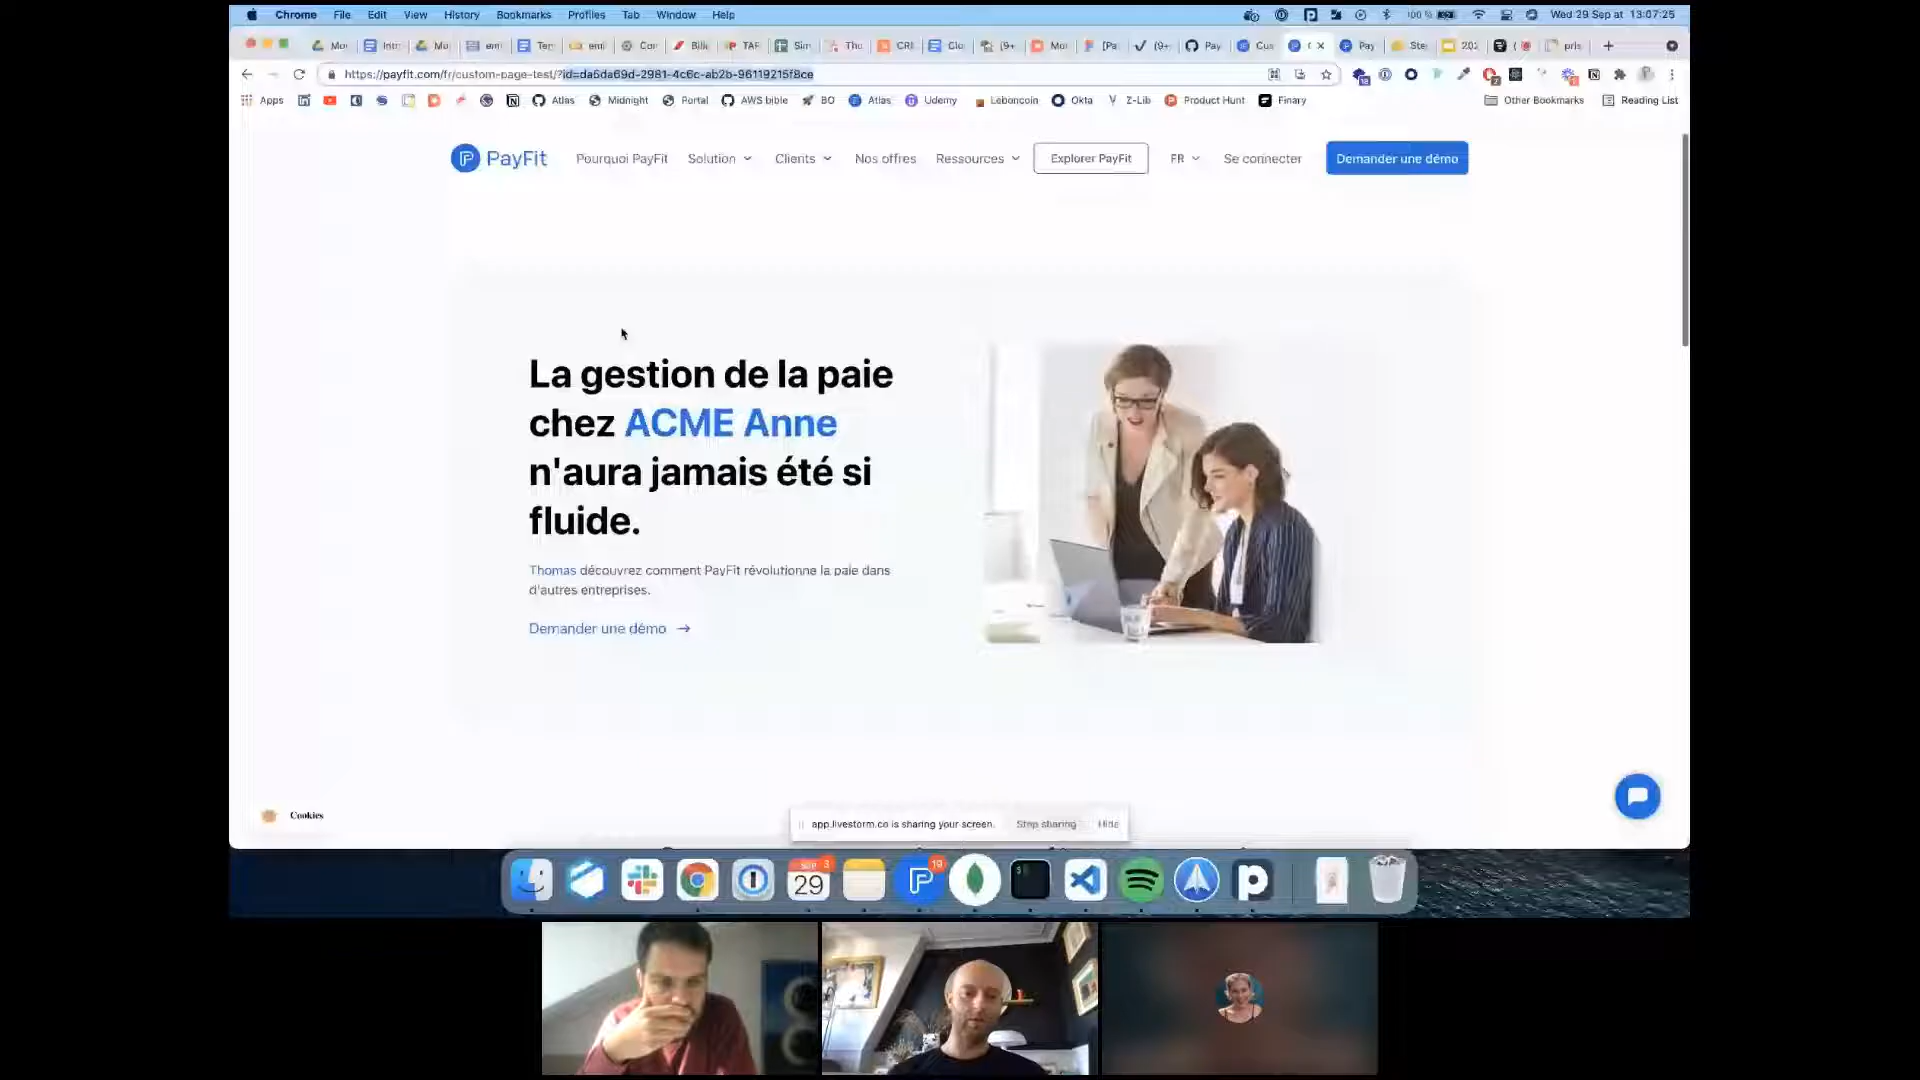 Chrome File Edit View History Bookmarks Profiles Tab Window Help 100 % Wed 29 Sep at 13:07:25
https://payfit.com/fr/custom-page-test/?id=da6da69d-2981-4c6c-ab2b-96119215f8ce
Apps Atlas Midnight Portal AWS bible BO Atlas Udemy Leboncoin Okta Z-Lib Product Hunt Finary Other Bookmarks Reading List
PayFit Pourquoi PayFit Solution Clients Nos offres Ressources Explorer PayFit FR Se connecter Demander une démo
La gestion de la paie
chez ACME Anne
n'aura jamais été si
fluide.
Thomas découvrez comment PayFit révolutionne la paie dans
d'autres entreprises.
Demander une démo →
Cookies
app.livestorm.co is sharing your screen. Stop sharing Hide
SEP 3
29
19